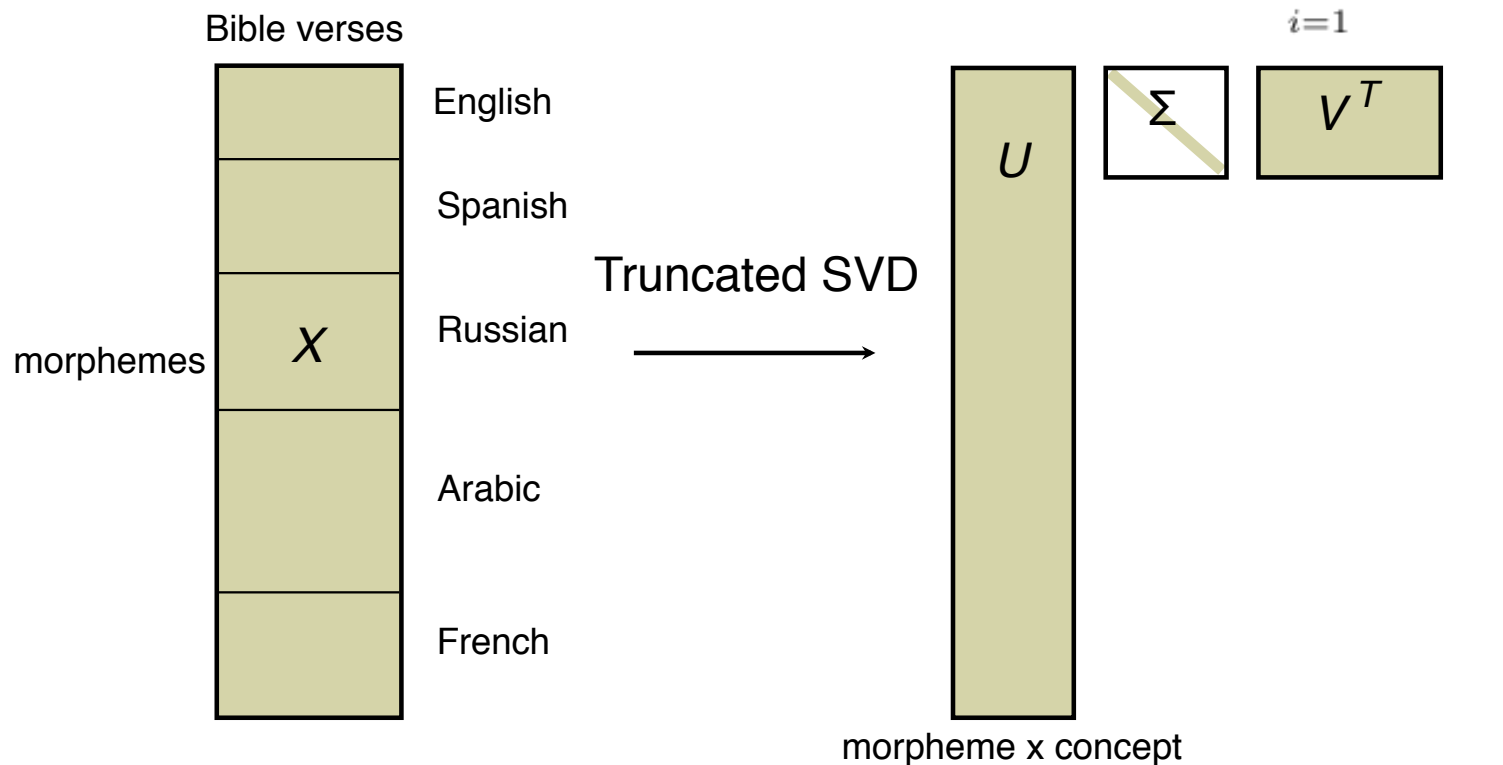 Bible verses
English
Spanish
Russian
Arabic
French
morphemes
X
Truncated SVD
i=1
U
Σ
V^T
morpheme x concept